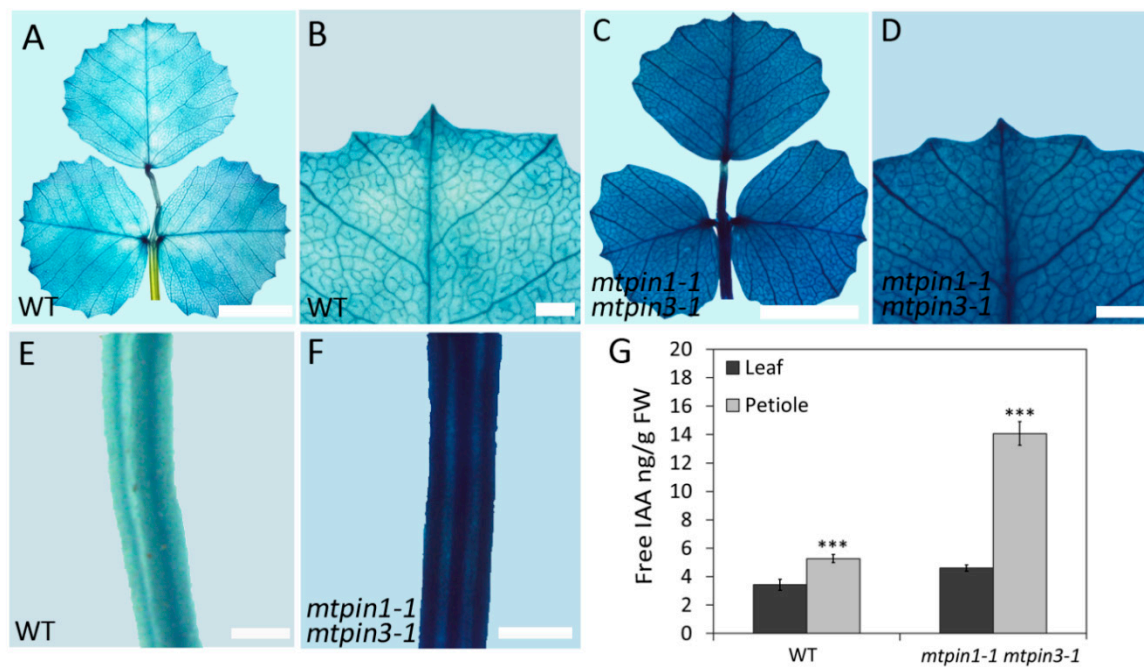 A
WT
B
WT
C
mtpin1-1
mtpin3-1
D
mtpin1-1
mtpin3-1
E
WT
F
mtpin1-1
mtpin3-1
G
Free IAA ng/g FW
20
18
16
14
12
10
8
6
4
2
0
Leaf
Petiole
***
***
WT
mtpin1-1 mtpin3-1